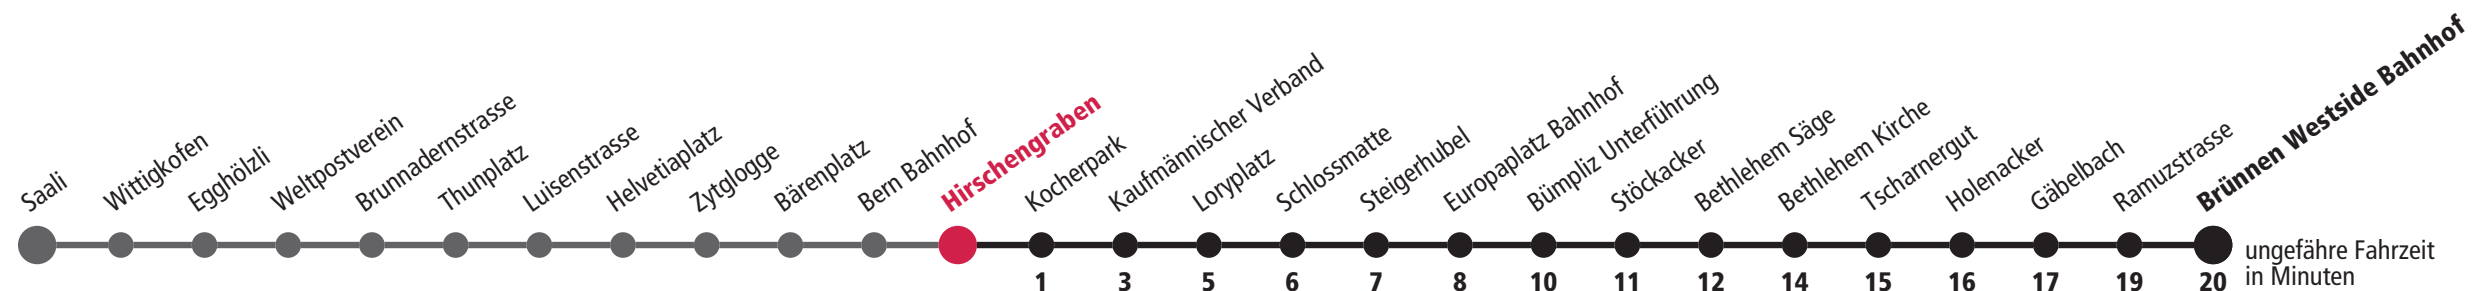 Saali
Wittigkofen
Egghölzli
Weltpostverein
Brunnadernstrasse
Thunplatz
Luisenstrasse
Helvetiaplatz
Zytglogge
Bärenplatz
Bern Bahnhof
Hirschengraben
Kocherpark
Kaufmännischer Verband
Loryplatz
Schlossmatte
Steigerhubel
Europaplatz Bahnhof
Bümpliz Unterführung
Stöckacker
Bethlehem Säge
Bethlehem Kirche
Tscharnergut
Holenacker
Gäbelbach
Ramuzstrasse
Brünnen Westside Bahnhof
1 3 5 6 7 8 10 11 12 14 15 16 17 19 20
ungefähre Fahrzeit
in Minuten